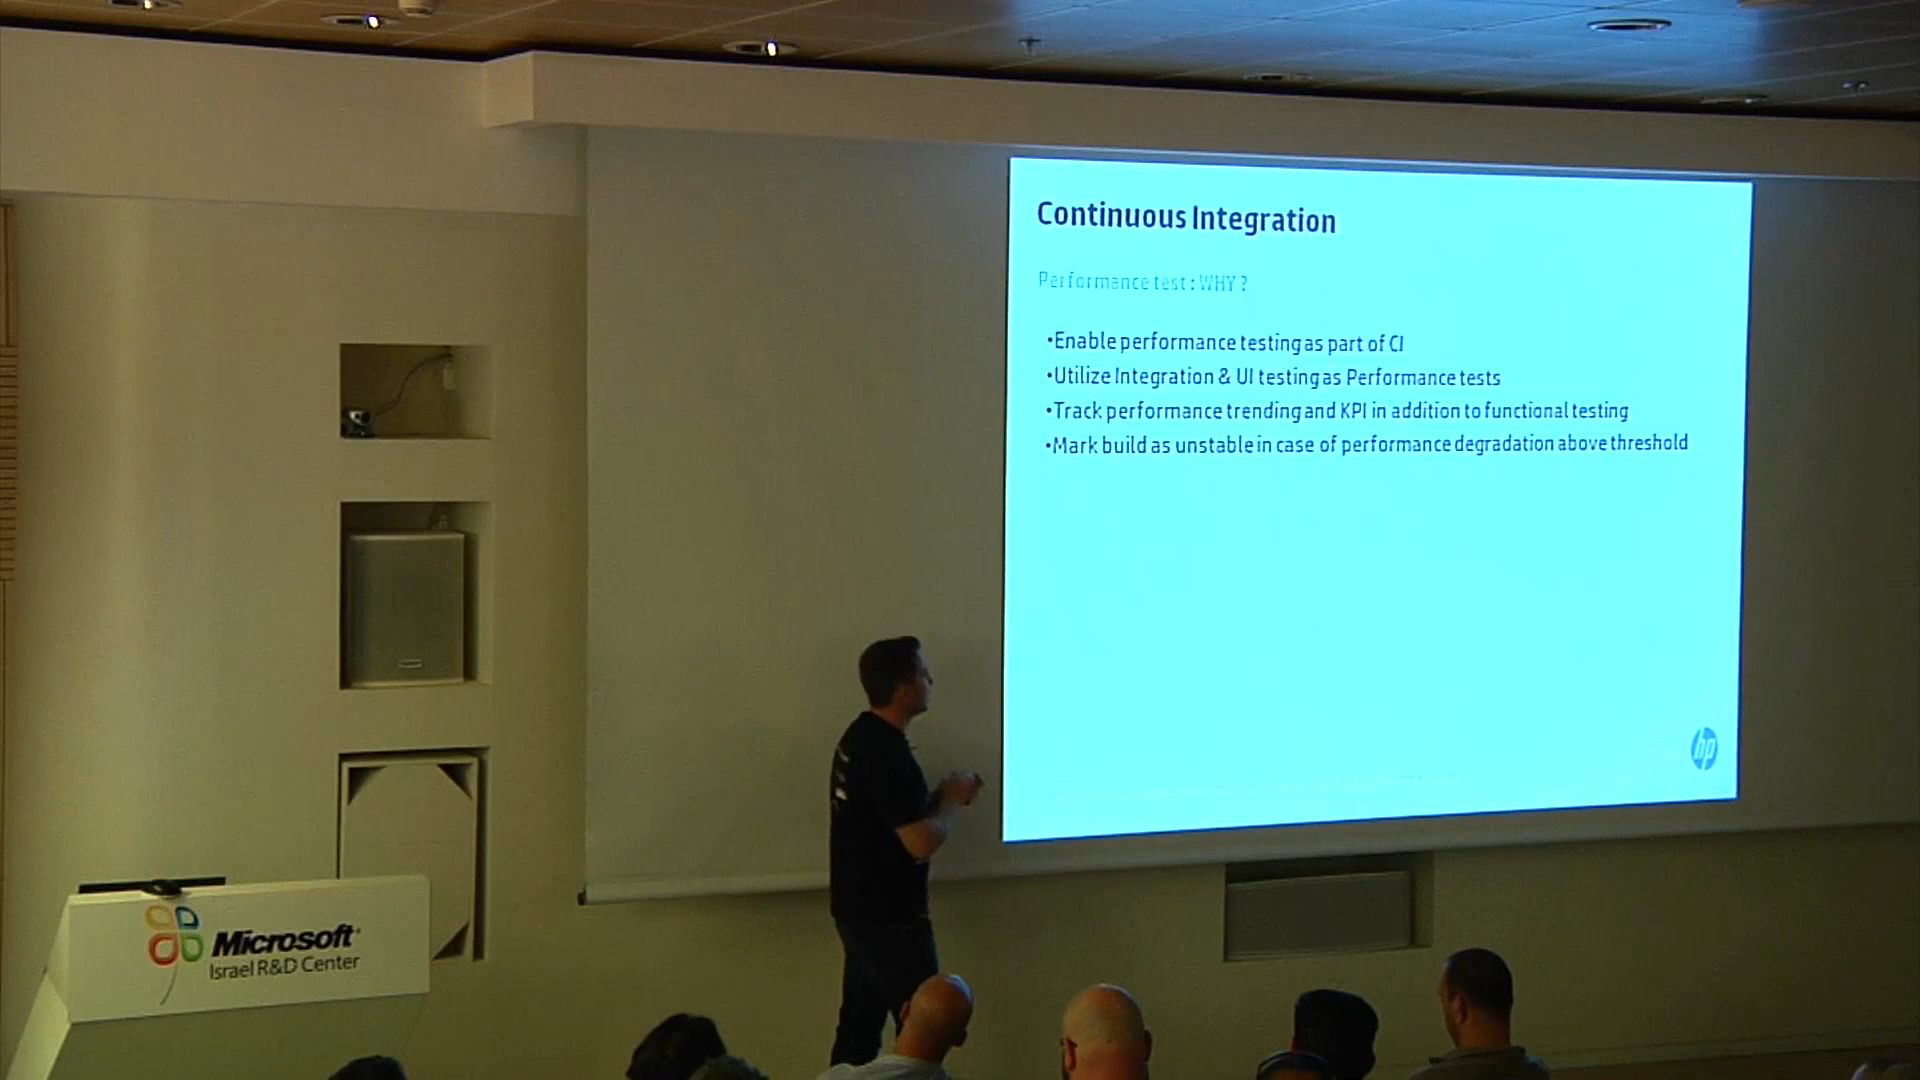 Continuous Integration
Performance test : WHY ?
•Enable performance testing as part of CI
•Utilize Integration & UI testing as Performance tests
•Track performance trending and KPI in addition to functional testing
•Mark build as unstable in case of performance degradation above threshold
hp
Microsoft
Israel R&D Center